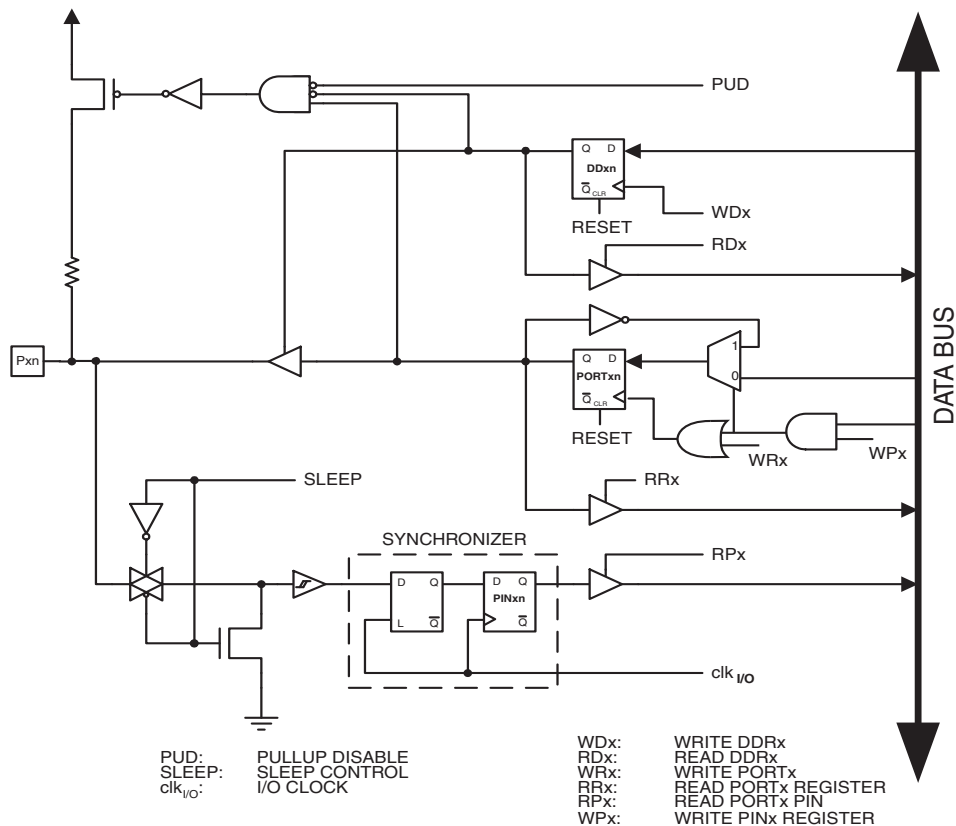 PUD
Q D
DDxn
Q CLR
WDx
RESET
RDx
1
Pxn
Q D
PORTxn
0
Q CLR
RESET
WRx
WPx
DATA BUS
SLEEP
RRx
SYNCHRONIZER
RPx
D Q
D Q
PINxn
L Q
Q
clk I/O
PUD: PULLUP DISABLE
SLEEP: SLEEP CONTROL
clkI/O: I/O CLOCK
WDx: WRITE DDRx
RDx: READ DDRx
WRx: WRITE PORTx
RRx: READ PORTx REGISTER
RPx: READ PORTx PIN
WPx: WRITE PINx REGISTER